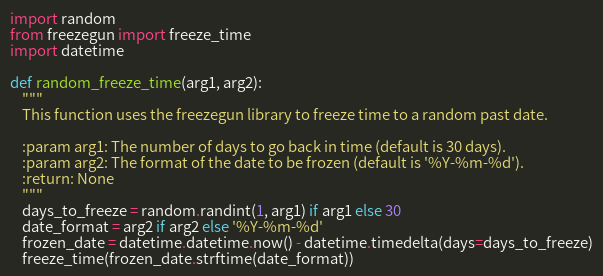 import random
from freezegun import freeze_time
import datetime

def random_freeze_time(arg1, arg2):
    """
    This function uses the freezegun library to freeze time to a random past date.

    :param arg1: The number of days to go back in time (default is 30 days).
    :param arg2: The format of the date to be frozen (default is '%Y-%m-%d').
    :return: None
    """
    days_to_freeze = random.randint(1, arg1) if arg1 else 30
    date_format = arg2 if arg2 else '%Y-%m-%d'
    frozen_date = datetime.datetime.now() - datetime.timedelta(days=days_to_freeze)
    freeze_time(frozen_date.strftime(date_format))